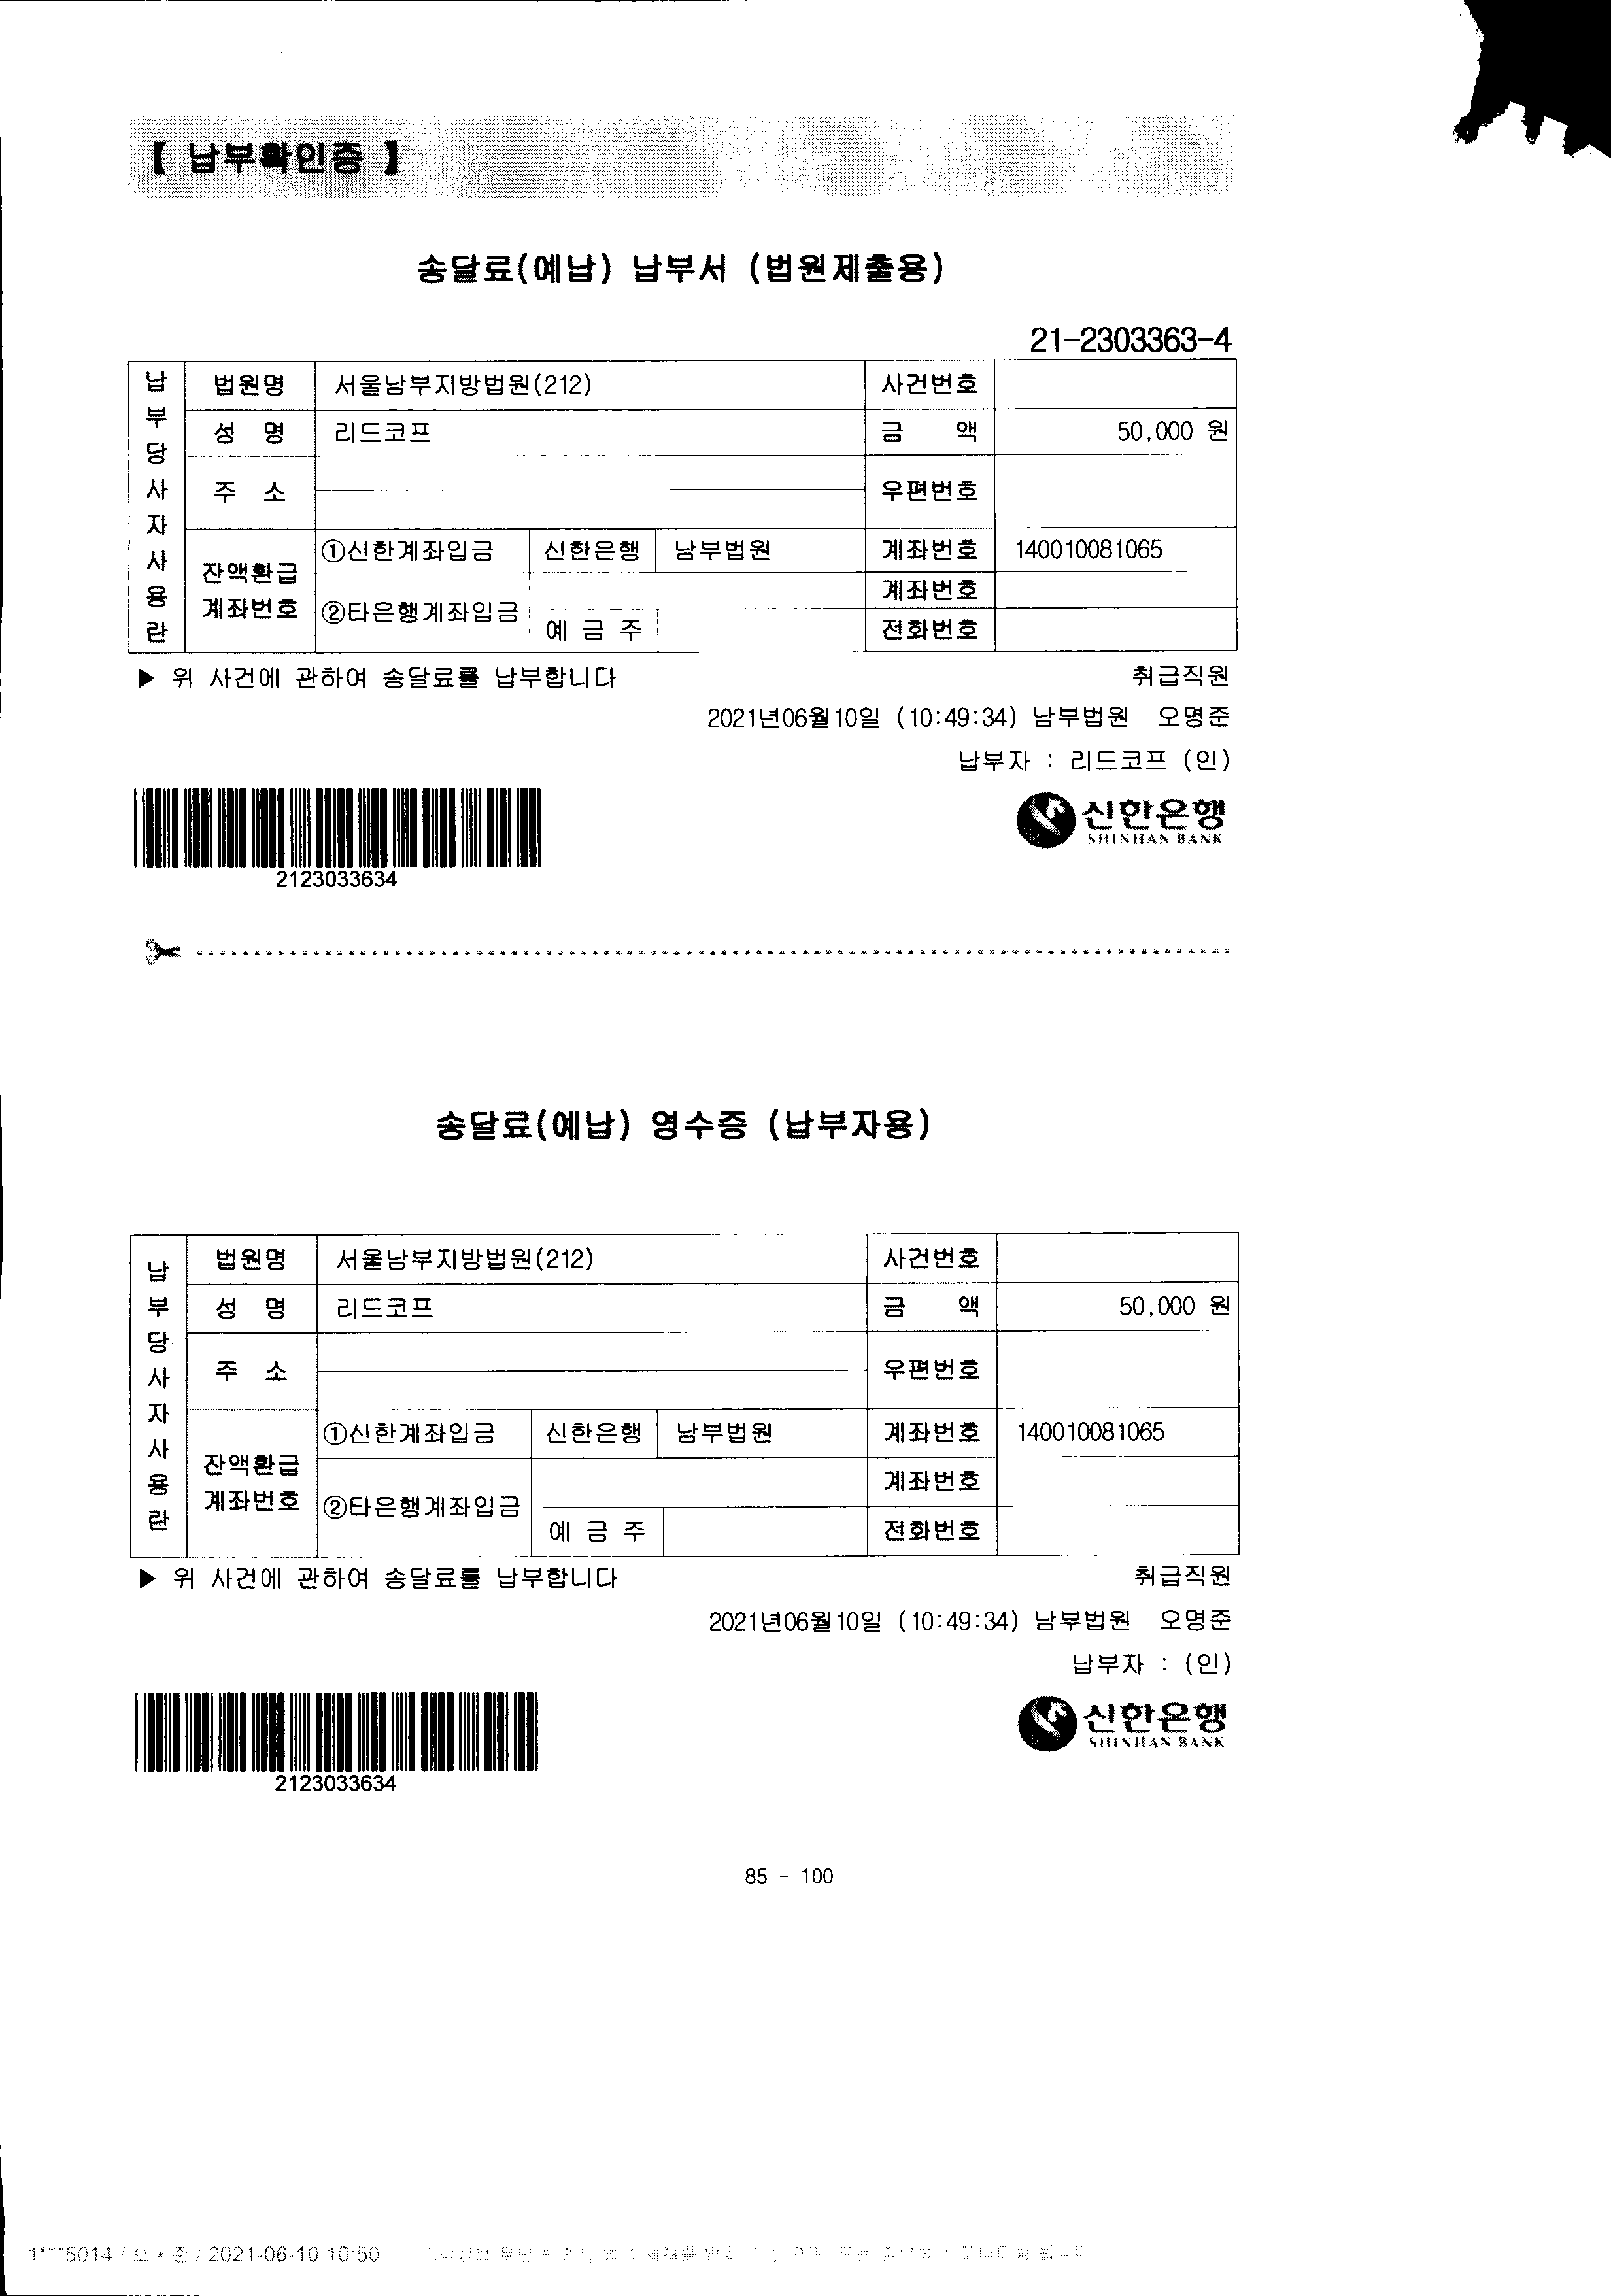 【 납부확인증 】
송달료(예납) 납부서 (법원제출용)
21-2303363-4
납부당사자사용란
법원명 서울남부지방법원(212) 사건번호
성 명 리드코프 금 액 50,000 원
주 소 우편번호
잔액환급 계좌번호
①신한계좌입금 신한은행 남부법원 계좌번호 140010081065
②타은행계좌입금 계좌번호
예 금 주 전화번호
▶ 위 사건에 관하여 송달료를 납부합니다 취급직원
2021년06월10일 (10:49:34) 남부법원 오명준
납부자 : 리드코프 (인)
신한은행
SHINHAN BANK
2123033634
송달료(예납) 영수증 (납부자용)
납부당사자사용란
법원명 서울남부지방법원(212) 사건번호
성 명 리드코프 금 액 50,000 원
주 소 우편번호
잔액환급 계좌번호
①신한계좌입금 신한은행 남부법원 계좌번호 140010081065
②타은행계좌입금 계좌번호
예 금 주 전화번호
▶ 위 사건에 관하여 송달료를 납부합니다 취급직원
2021년06월10일 (10:49:34) 남부법원 오명준
납부자 : (인)
신한은행
SHINHAN BANK
2123033634
85 - 100
1***5014 / 오 * 준 / 2021-06-10 10:50